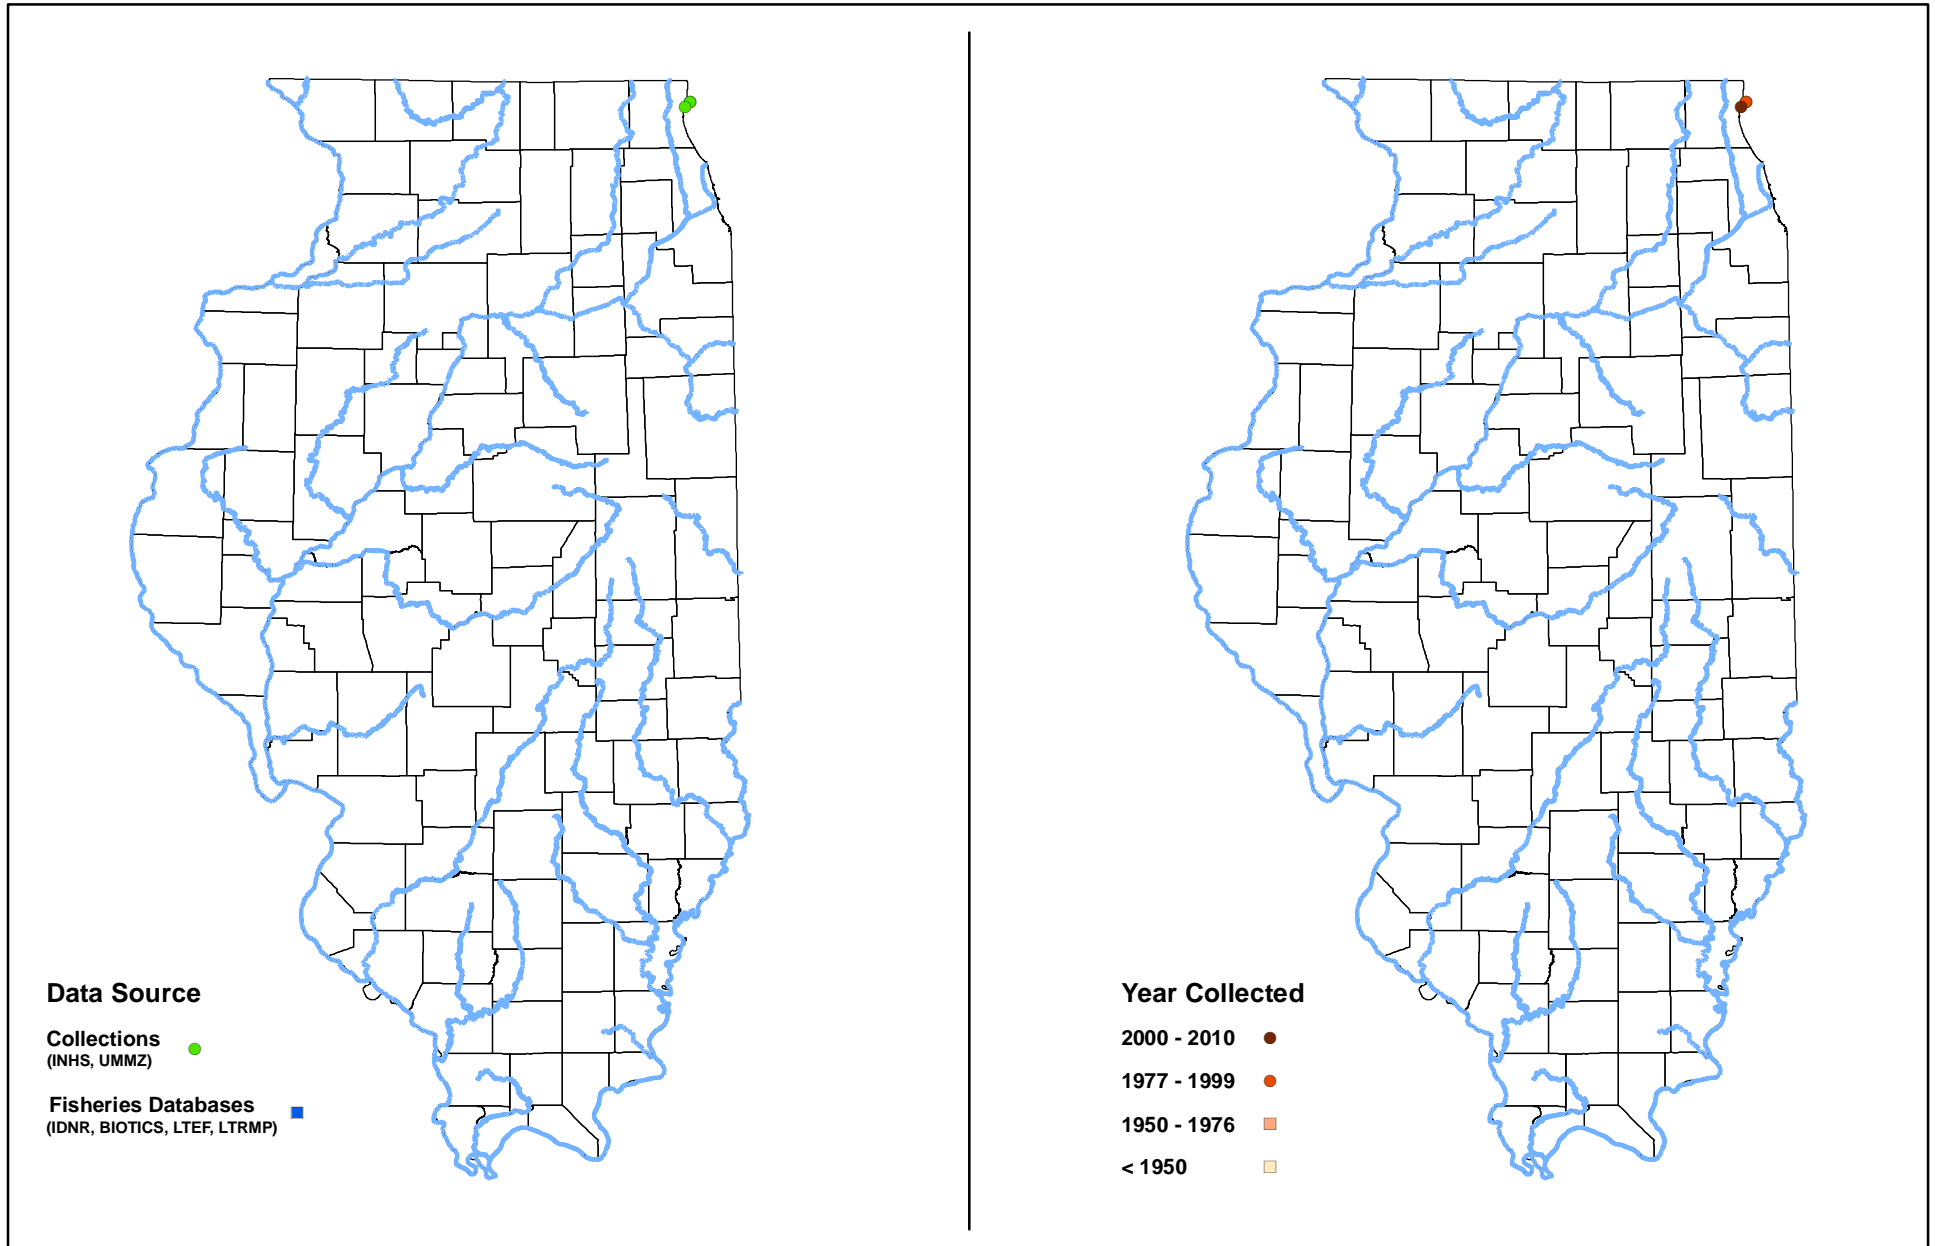 Data Source
Collections
(INHS, UMMZ)
Fisheries Databases
(IDNR, BIOTICS, LTEF, LTRMP)
Year Collected
2000 - 2010
1977 - 1999
1950 - 1976
< 1950